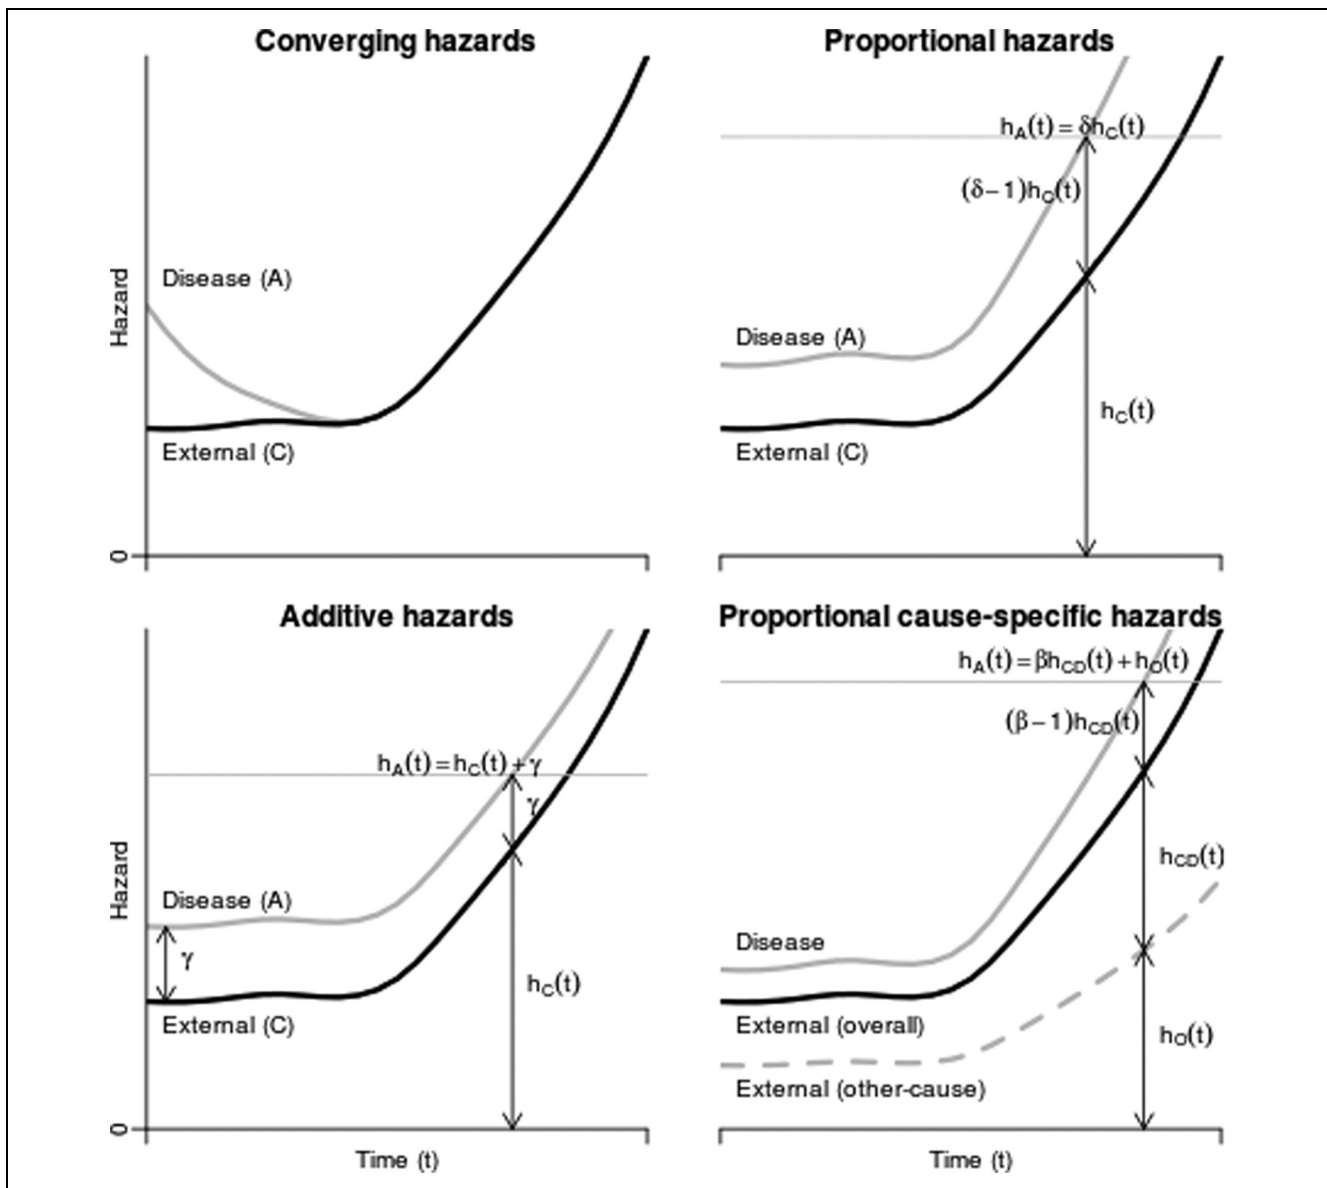 Converging hazards
Hazard
Disease (A)
External (C)
0
Proportional hazards
hA(t) = δhC(t)
(δ−1)hC(t)
Disease (A)
hC(t)
External (C)
Additive hazards
Hazard
hA(t) = hC(t) + γ
γ
Disease (A)
γ
hC(t)
External (C)
0
Time (t)
Proportional cause-specific hazards
hA(t) = βhCD(t) + hO(t)
(β−1)hCD(t)
hCD(t)
Disease
External (overall)
hO(t)
External (other-cause)
Time (t)